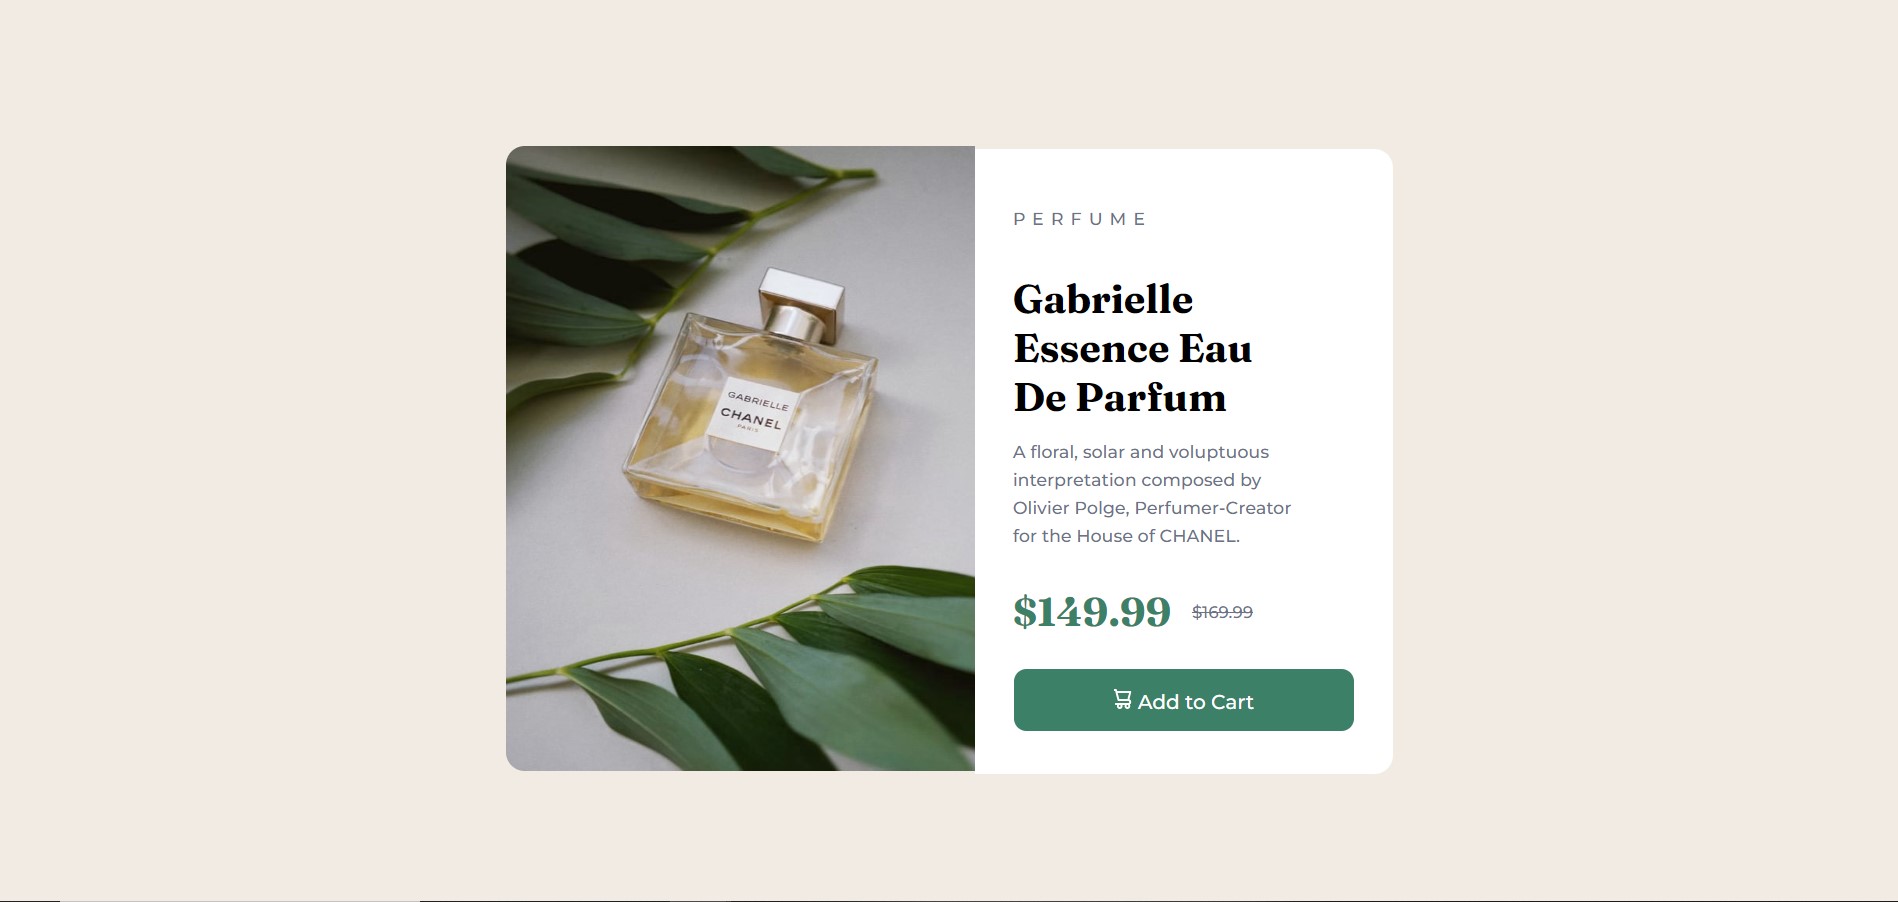 GABRIELLE
CHANEL
PARIS
PERFUME
Gabrielle
Essence Eau
De Parfum
A floral, solar and voluptuous
interpretation composed by
Olivier Polge, Perfumer-Creator
for the House of CHANEL.
$149.99 $169.99
Add to Cart